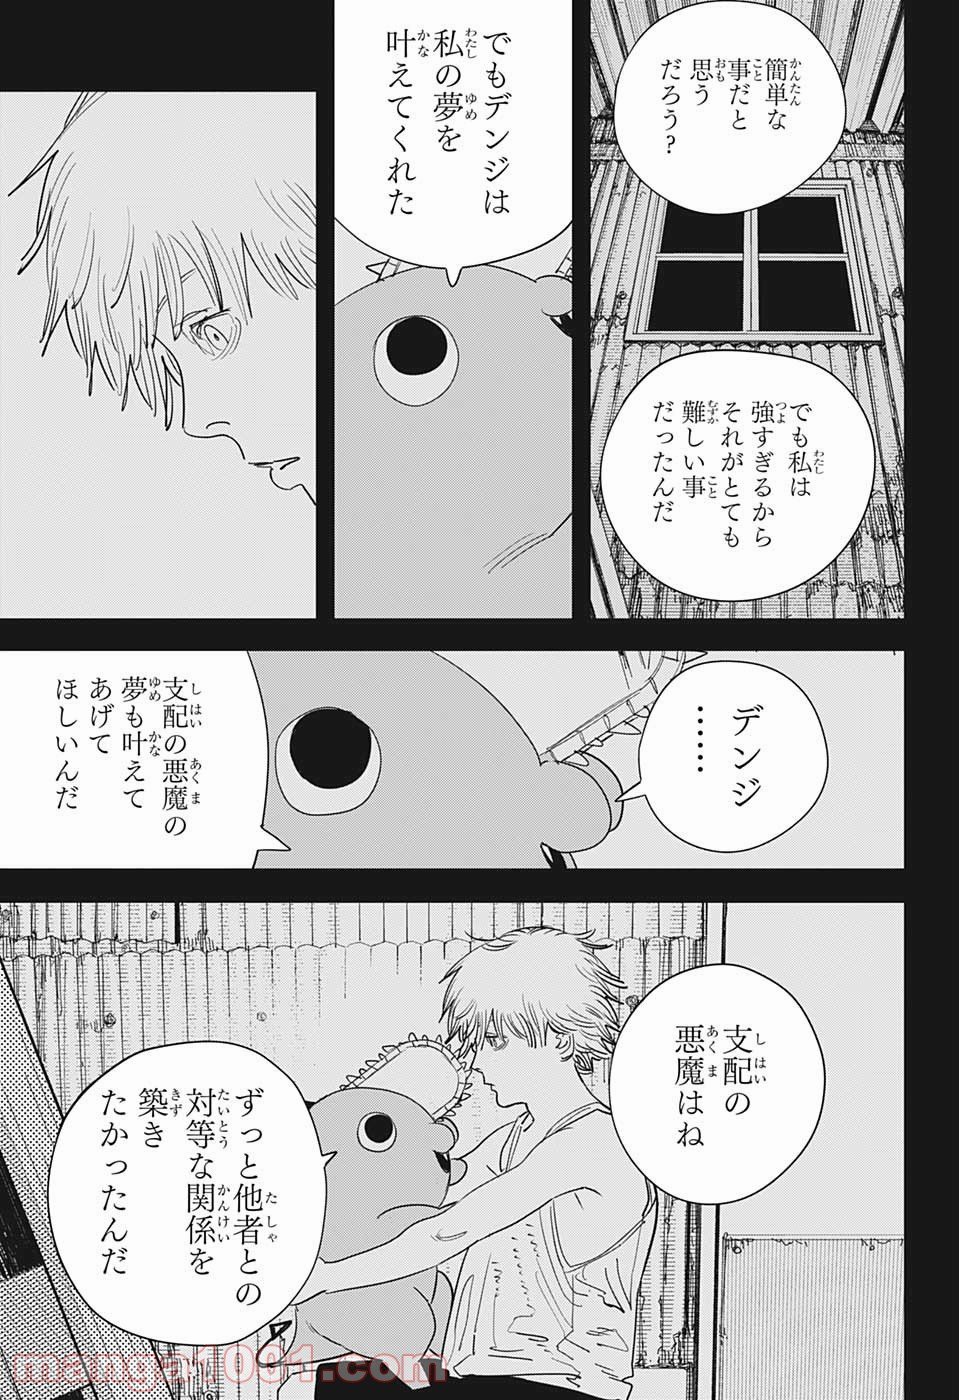 簡単な
事だと
思う
だろう?
でも私は
強すぎるから
それがとても
難しい事
だったんだ
でもデンジは
私の夢を
叶えてくれた
デンジ
……
支配の悪魔の
夢も叶えて
あげて
ほしいんだ
支配の
悪魔はね
ずっと他者との
対等な関係を
築き
たかったんだ
manga1001.com